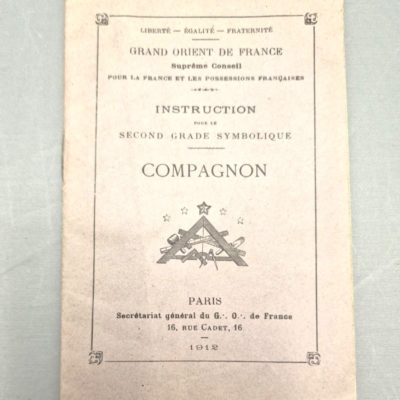 LIBERTÉ — ÉGALITÉ — FRATERNITÉ
GRAND ORIENT DE FRANCE
Suprême Conseil
POUR LA FRANCE ET LES POSSESSIONS FRANÇAISES
INSTRUCTION
POUR LE
SECOND GRADE SYMBOLIQUE
COMPAGNON
PARIS
Secrétariat général du G∴ O∴ de France
16, RUE CADET, 16
1912